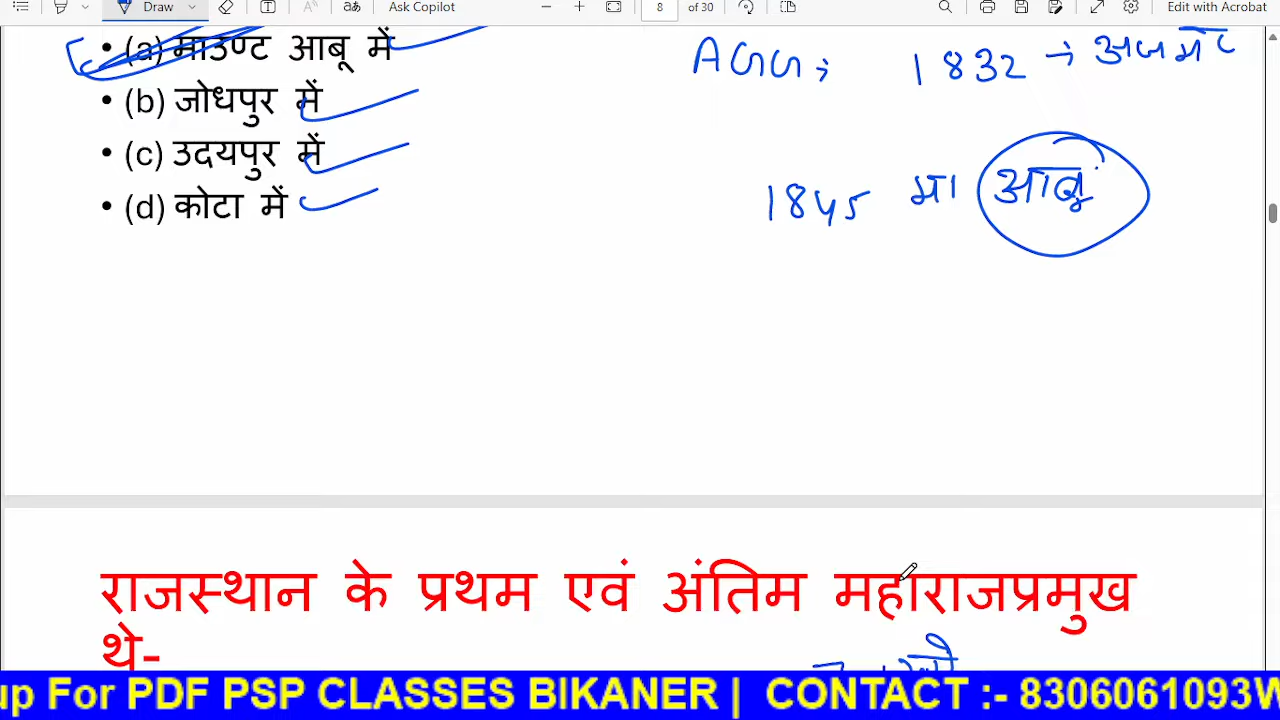 Draw
Ask Copilot
8 of 30
Edit with Acrobat
• (a) माउण्ट आबू में
• (b) जोधपुर में
• (c) उदयपुर में
• (d) कोटा में
AGG → 1832 → अजमेर
1845 मा आबू
राजस्थान के प्रथम एवं अंतिम महाराजप्रमुख
थे-
up For PDF PSP CLASSES BIKANER | CONTACT :- 8306061093W